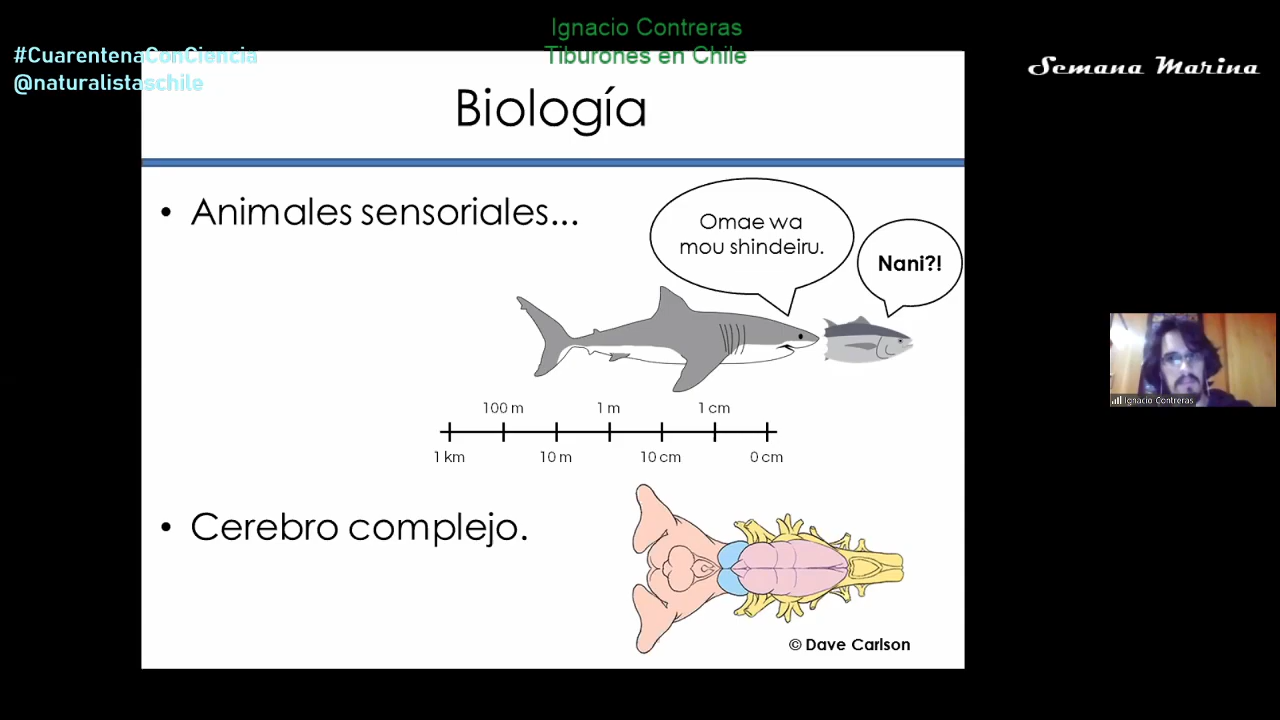 Ignacio Contreras
Tiburones en Chile
#CuarentenaConCiencia
@naturalistaschile
Semana Marina
Biología
• Animales sensoriales...
Omae wa
mou shindeiru.
Nani?!
100 m 1 m 1 cm
1 km 10 m 10 cm 0 cm
Ignacio Contreras
• Cerebro complejo.
© Dave Carlson